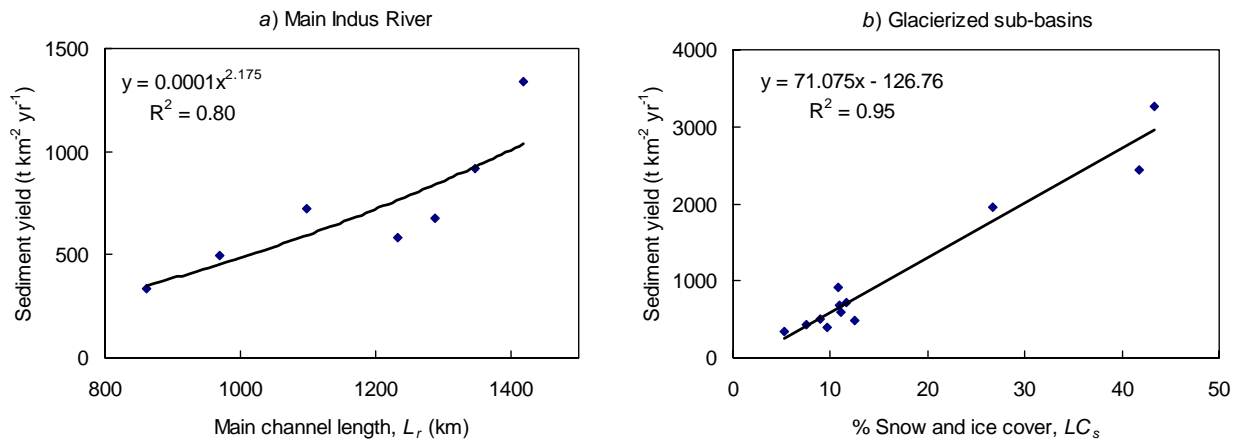 a) Main Indus River
y = 0.0001x^2.175
R² = 0.80
Sediment yield (t km⁻² yr⁻¹)
1500
1000
500
0
800 1000 1200 1400
Main channel length, L_r (km)
b) Glacierized sub-basins
y = 71.075x - 126.76
R² = 0.95
Sediment yield (t km⁻² yr⁻¹)
4000
3000
2000
1000
0
0 10 20 30 40 50
% Snow and ice cover, LC_s